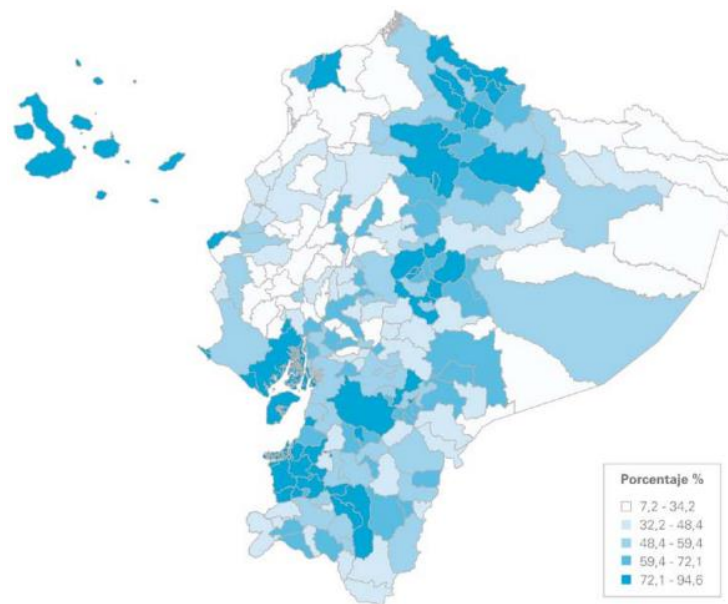 Porcentaje %
7,2 - 34,2
32,2 - 48,4
48,4 - 59,4
59,4 - 72,1
72,1 - 94,6